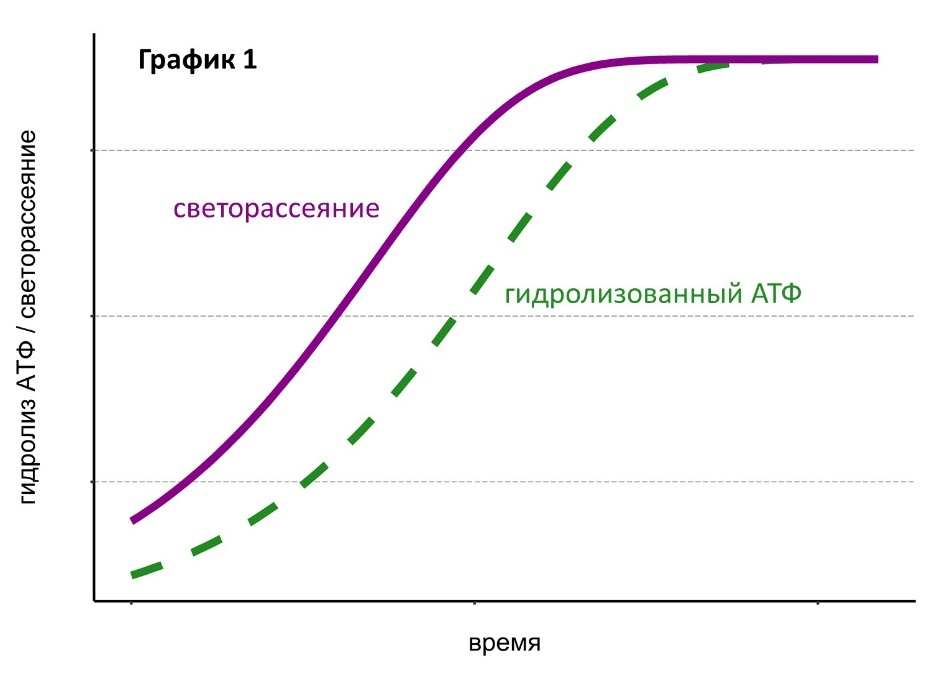 График 1
гидролиз АТФ / светорассеяние
светорассеяние
гидролизованный АТФ
время